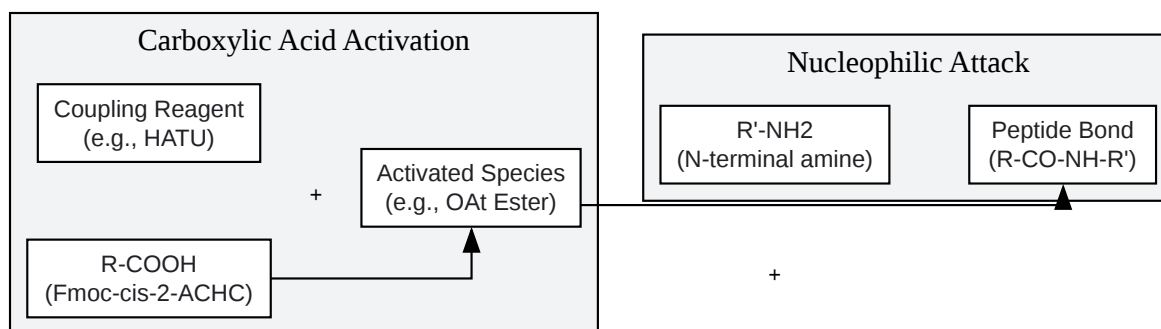 Carboxylic Acid Activation
Coupling Reagent
(e.g., HATU)
+
Activated Species
(e.g., OAt Ester)
R-COOH
(Fmoc-cis-2-ACHC)
Nucleophilic Attack
R'-NH2
(N-terminal amine)
Peptide Bond
(R-CO-NH-R')
+